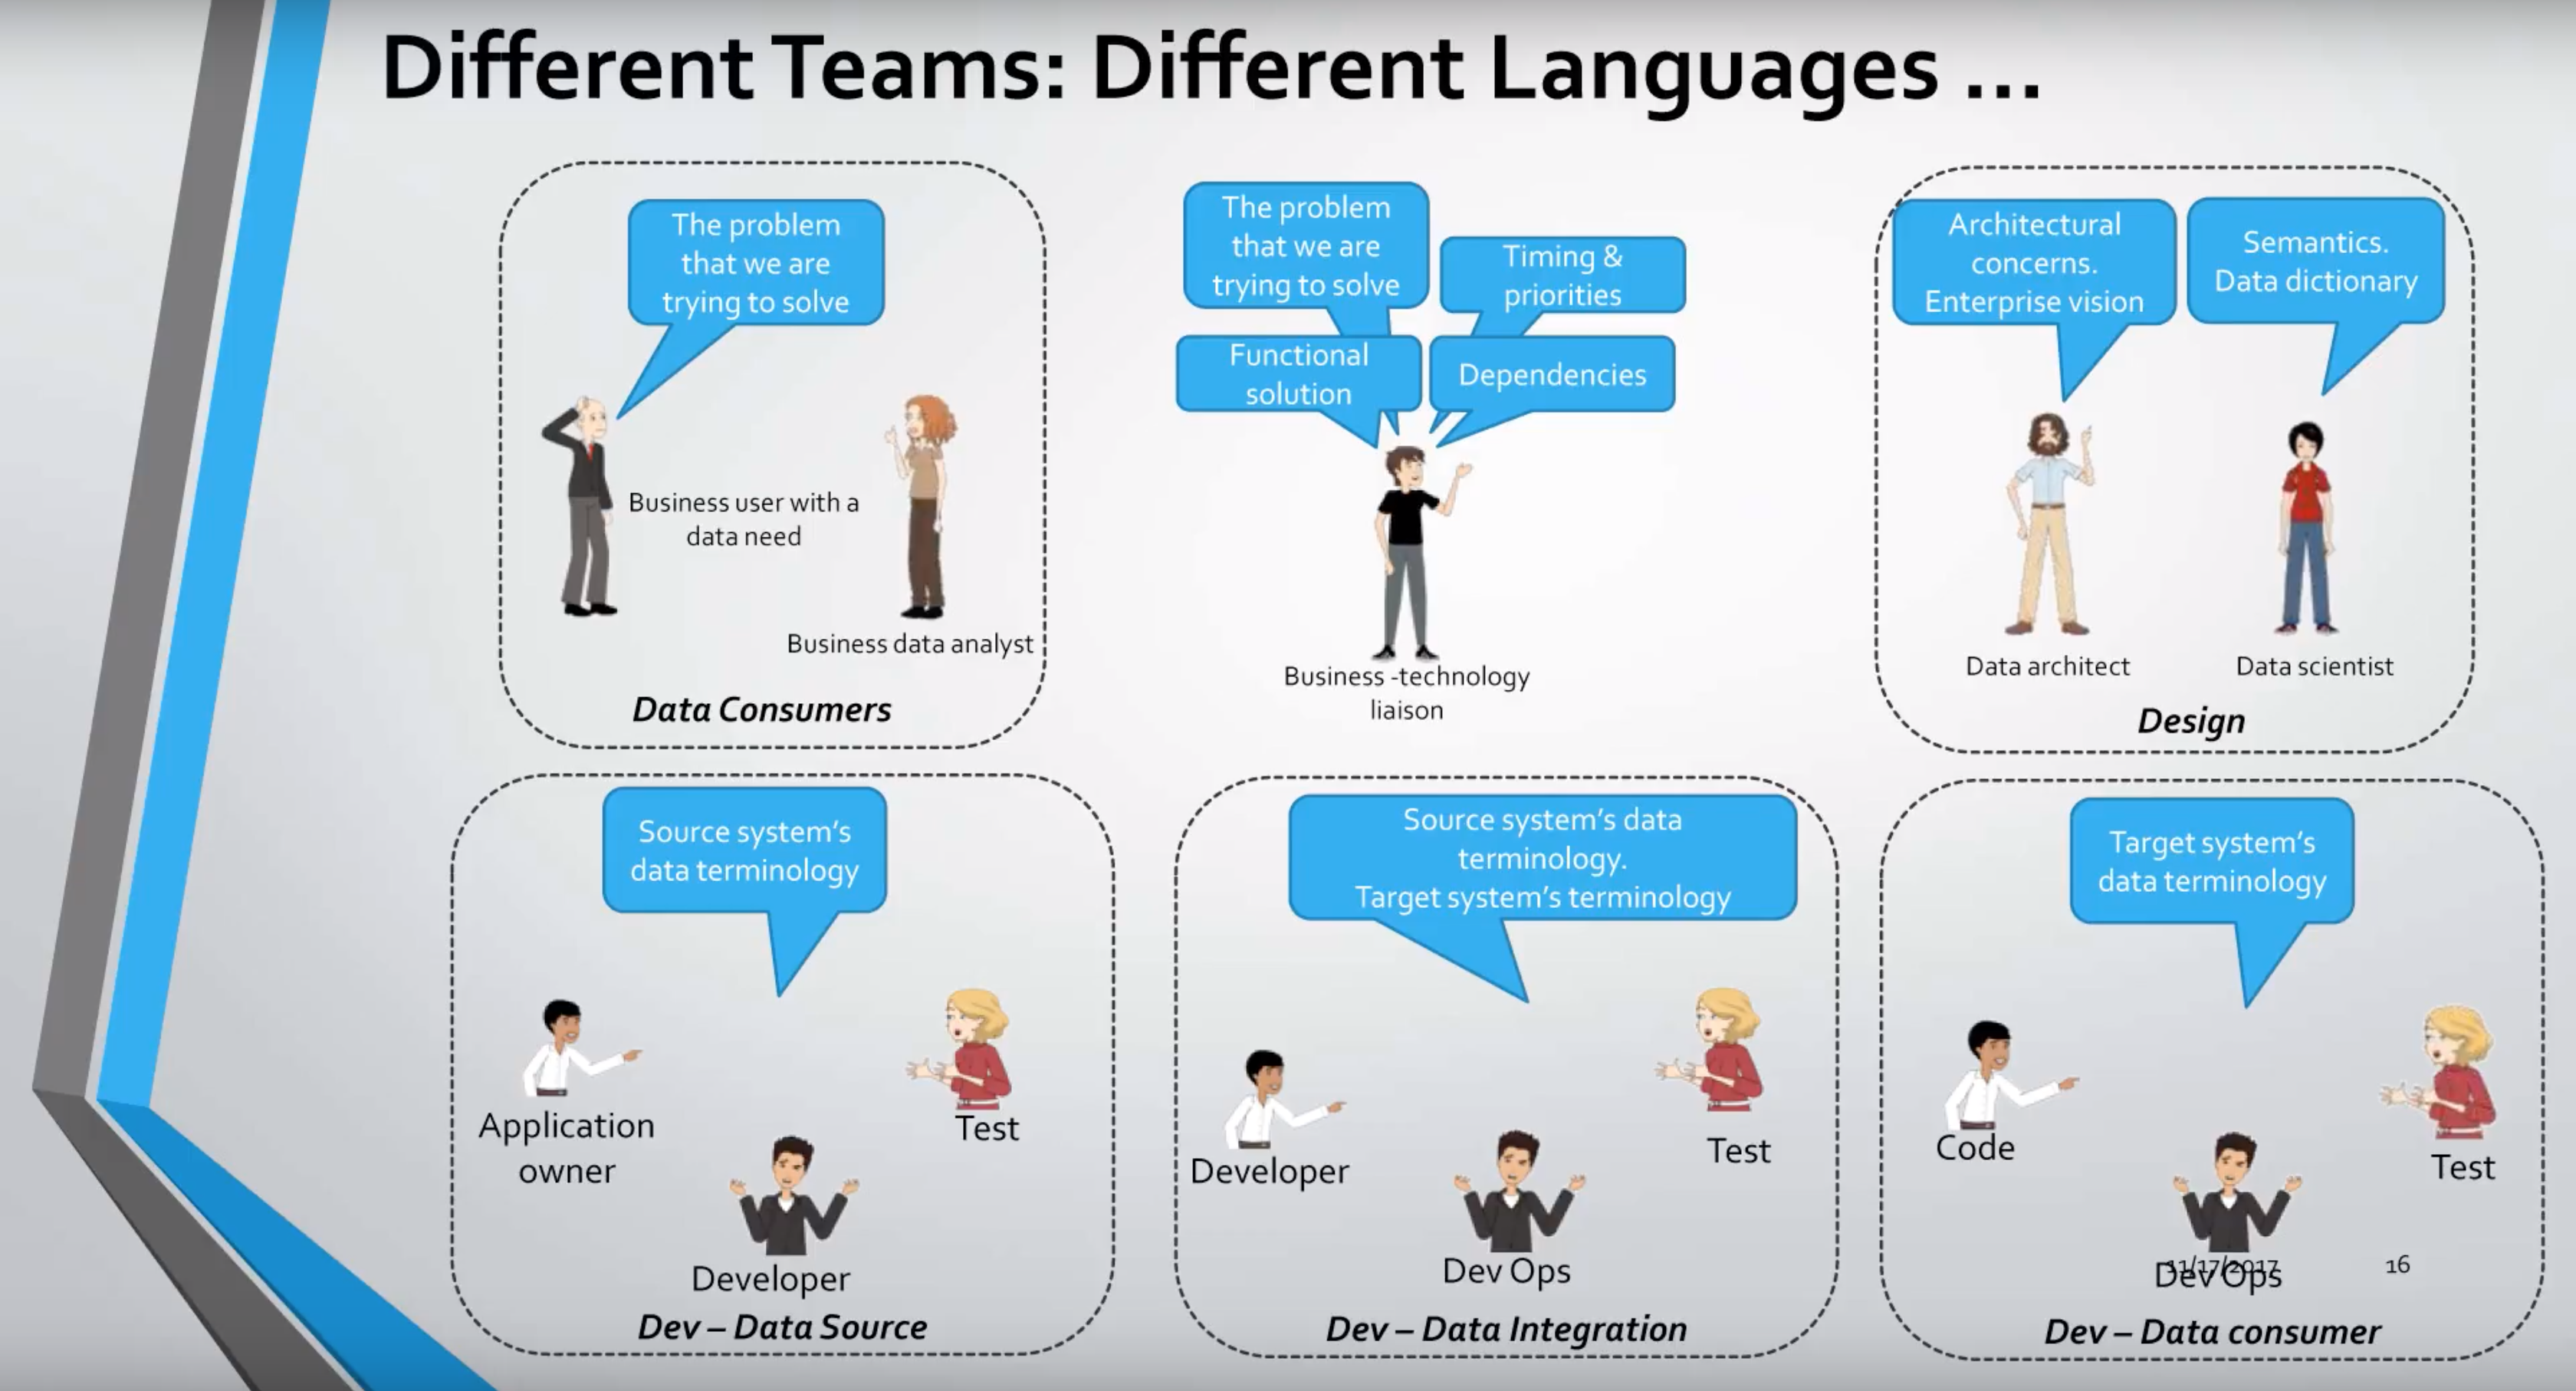 Different Teams: Different Languages ...
The problem
that we are
trying to solve
Business user with a
data need
Business data analyst
Data Consumers
The problem
that we are
trying to solve
Timing &
priorities
Functional
solution
Dependencies
Business -technology
liaison
Architectural
concerns.
Enterprise vision
Semantics.
Data dictionary
Data architect
Data scientist
Design
Source system’s
data terminology
Application
owner
Test
Developer
Dev – Data Source
Source system’s data
terminology.
Target system’s terminology
Developer
Test
Dev Ops
Dev – Data Integration
Target system’s
data terminology
Code
Test
11/17/2017
16
Dev Ops
Dev – Data consumer